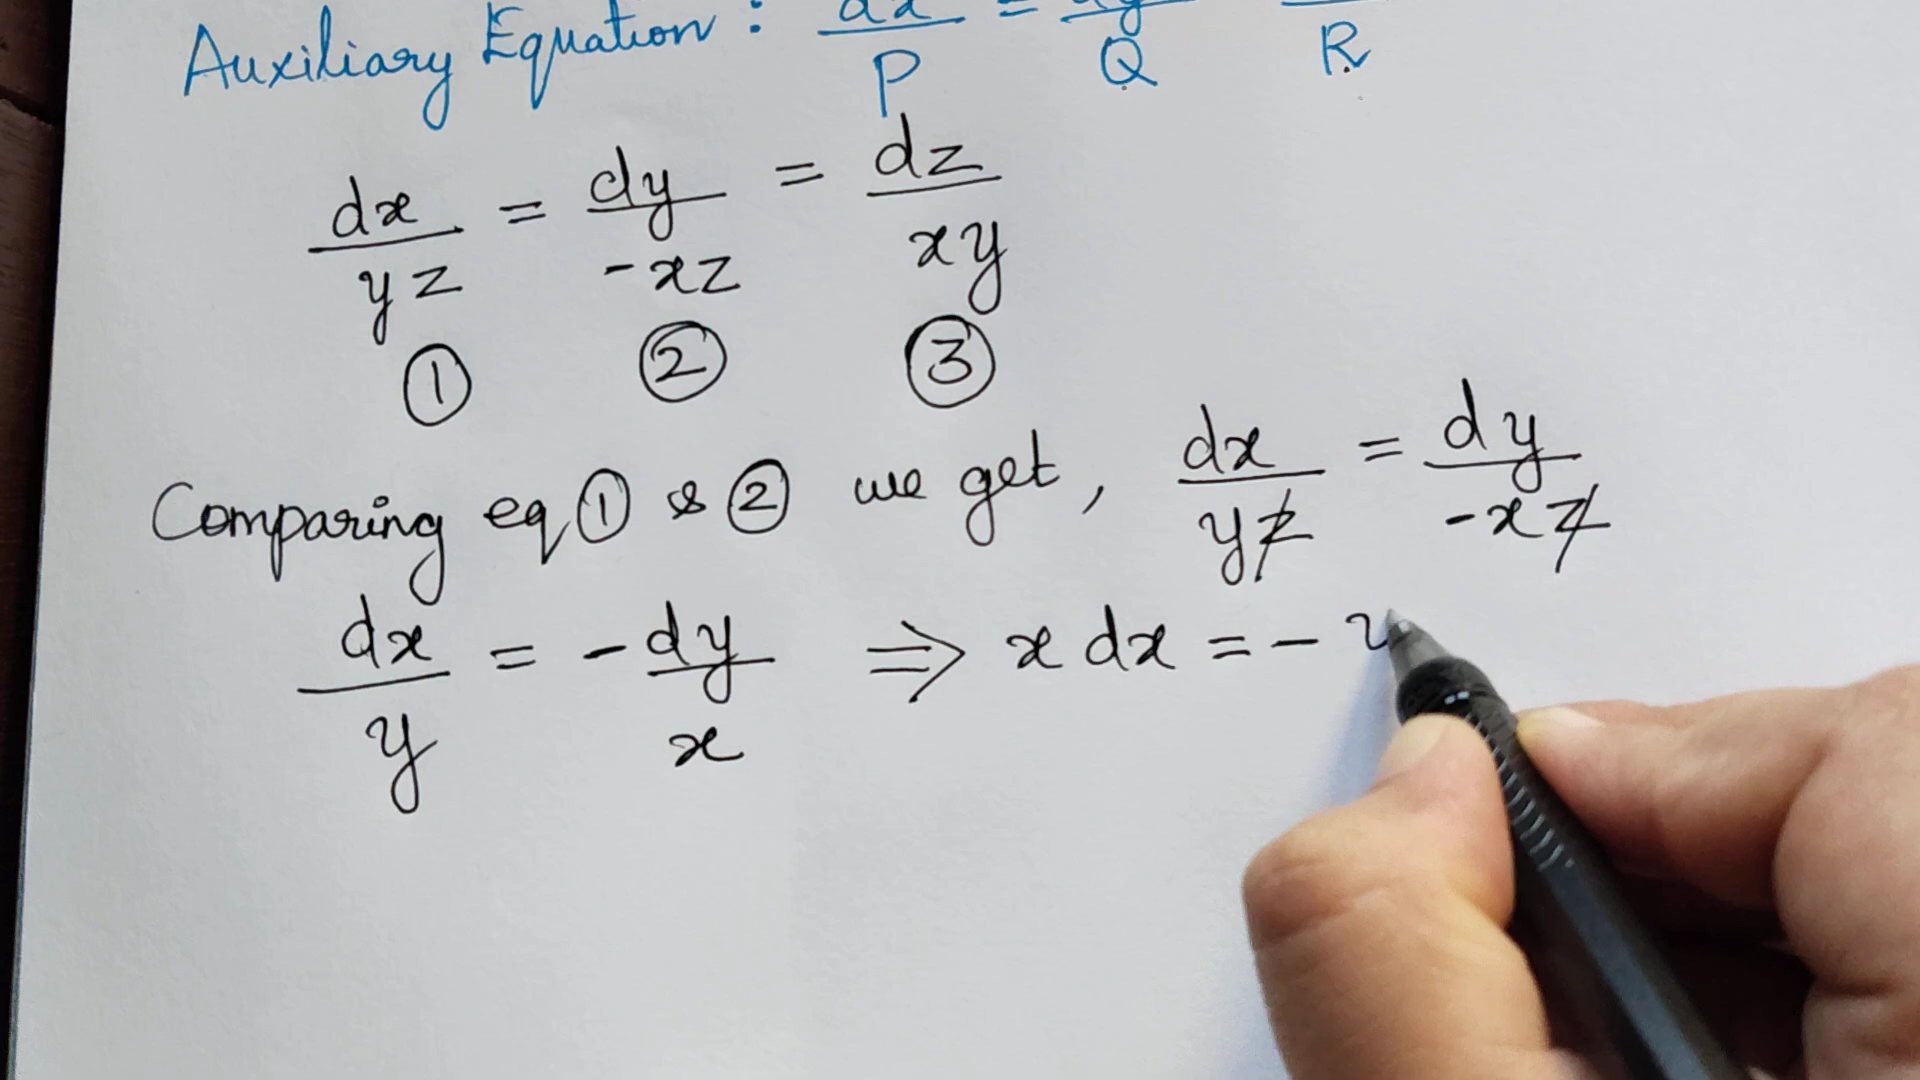 Auxiliary Equation : dx/P = dy/Q R
dx/yz = dy/-xz = dz/xy
① ② ③
Comparing eq ① & ② we get, dx/yz = dy/-xz
dx/y = -dy/x ⇒ x dx = - y